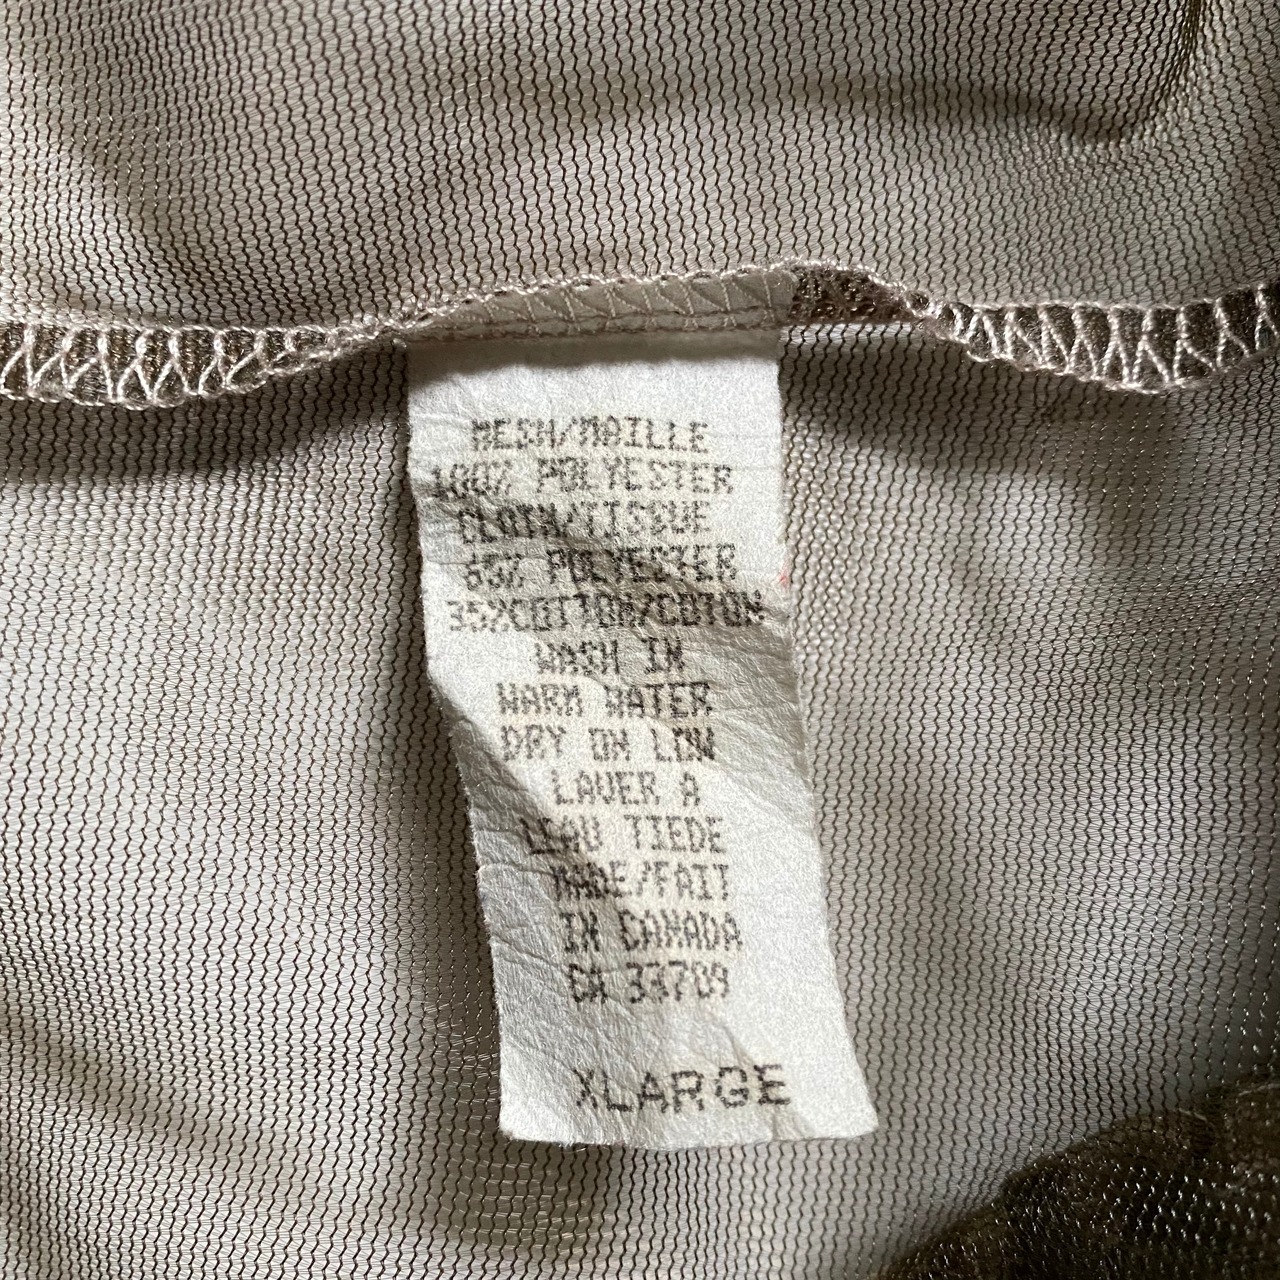 MESH/MAILLE
100% POLYESTER
CLOTH/TISSUE
65% POLYESTER
35%COTTON/COTON
WASH IN
WARM WATER
DRY ON LOW
LAVER A
LEAU TIEDE
MADE/FAIT
IN CANADA
CA 33709
XLARGE